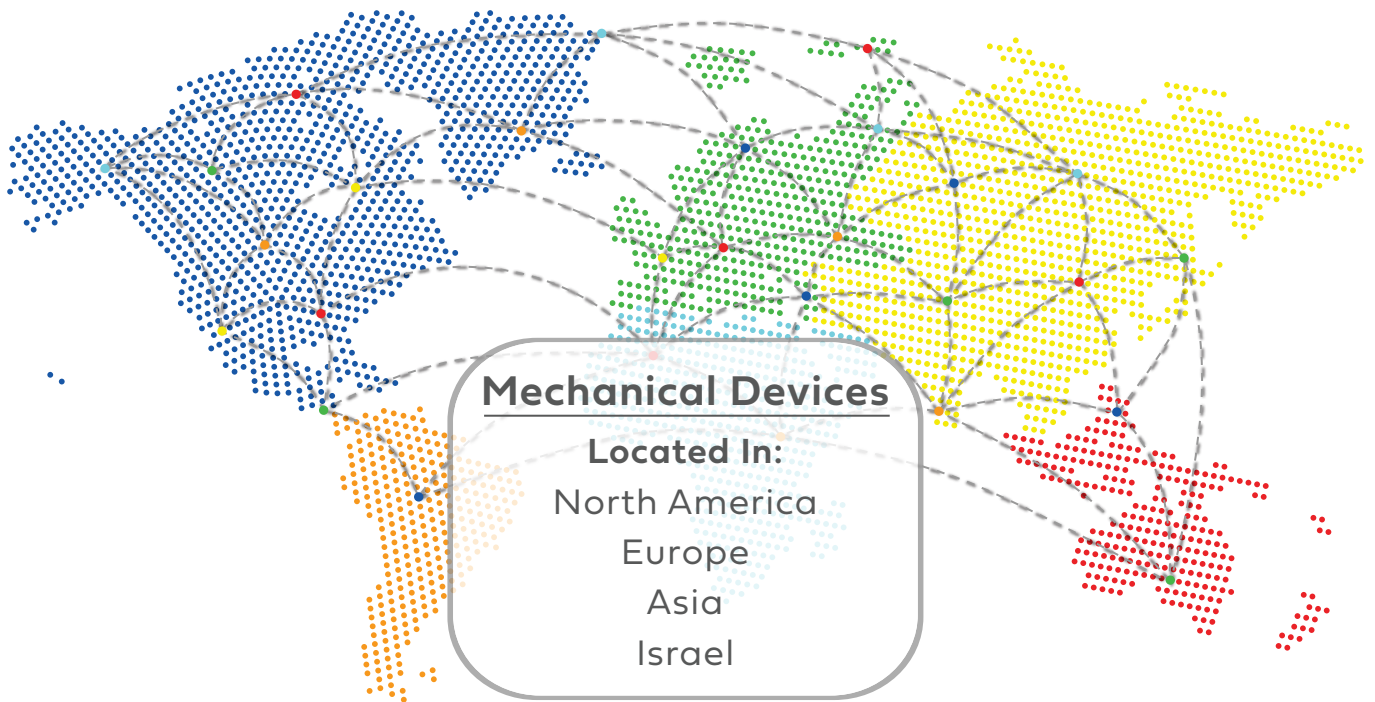 Mechanical Devices
Located In:
North America
Europe
Asia
Israel